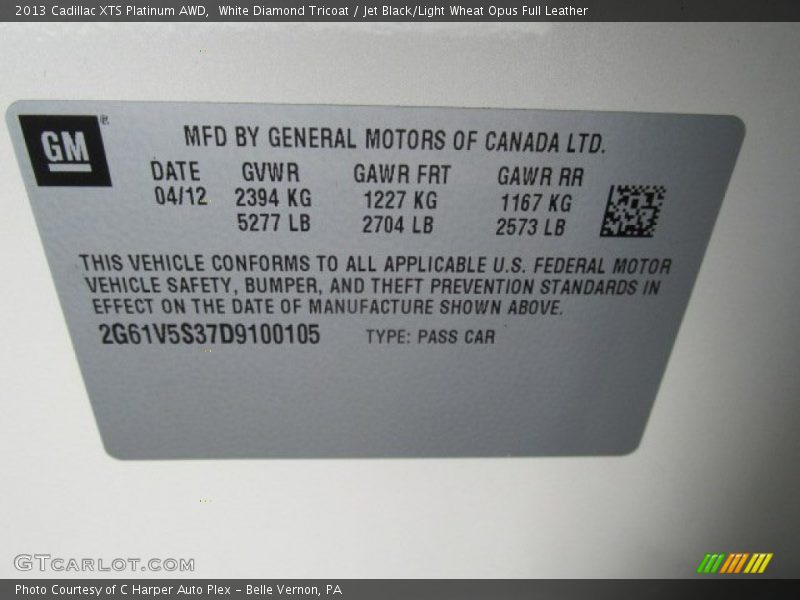 2013 Cadillac XTS Platinum AWD,  White Diamond Tricoat / Jet Black/Light Wheat Opus Full Leather
GM®
MFD BY GENERAL MOTORS OF CANADA LTD.
DATE GVWR GAWR FRT GAWR RR
04/12 2394 KG 1227 KG 1167 KG
5277 LB 2704 LB 2573 LB
THIS VEHICLE CONFORMS TO ALL APPLICABLE U.S. FEDERAL MOTOR
VEHICLE SAFETY, BUMPER, AND THEFT PREVENTION STANDARDS IN
EFFECT ON THE DATE OF MANUFACTURE SHOWN ABOVE.
2G61V5S37D9100105 TYPE: PASS CAR
GTCARLOT.COM
Photo Courtesy of C Harper Auto Plex - Belle Vernon, PA